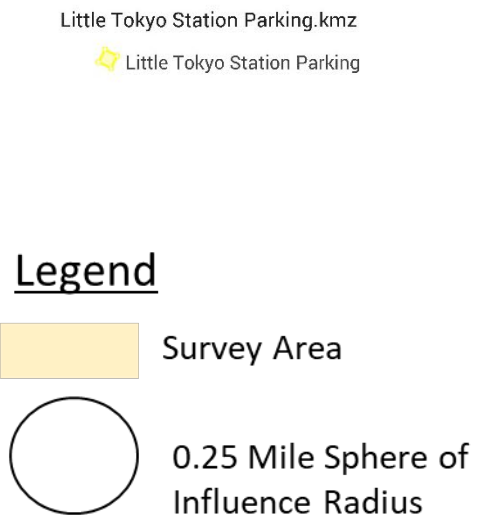 Little Tokyo Station Parking.kmz
Little Tokyo Station Parking
Legend
Survey Area
0.25 Mile Sphere of
Influence Radius